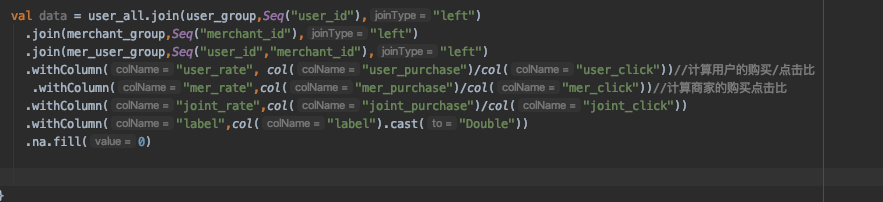 val data = user_all.join(user_group,Seq("user_id"), joinType = "left")
.join(merchant_group,Seq("merchant_id"), joinType = "left")
.join(mer_user_group,Seq("user_id","merchant_id"), joinType = "left")
.withColumn( colName = "user_rate", col( colName = "user_purchase")/col( colName = "user_click"))//计算用户的购买/点击比
.withColumn( colName = "mer_rate",col( colName = "mer_purchase")/col( colName = "mer_click"))//计算商家的购买点击比
.withColumn( colName = "joint_rate",col( colName = "joint_purchase")/col( colName = "joint_click"))
.withColumn( colName = "label",col( colName = "label").cast( to = "Double"))
.na.fill( value = 0)
}